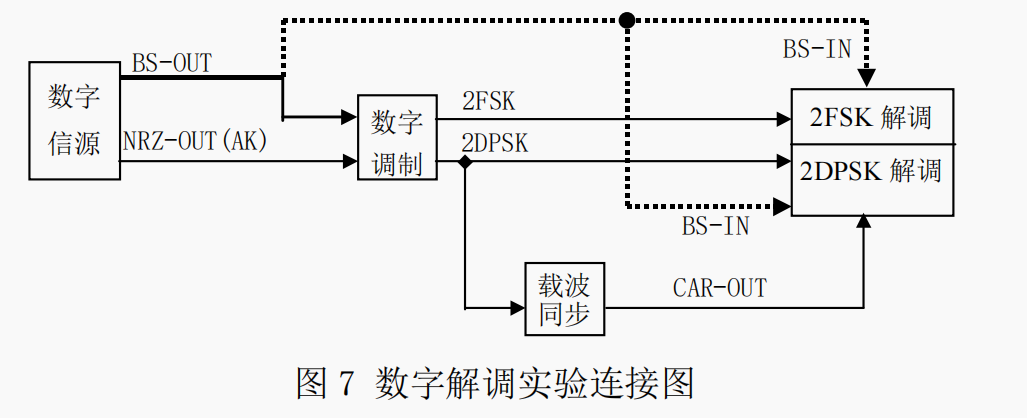 BS-IN
BS-OUT
数字
信源
NRZ-OUT(AK)
数字
调制
2FSK
2DPSK
2FSK 解调
2DPSK 解调
BS-IN
载波
同步
CAR-OUT
图 7 数字解调实验连接图